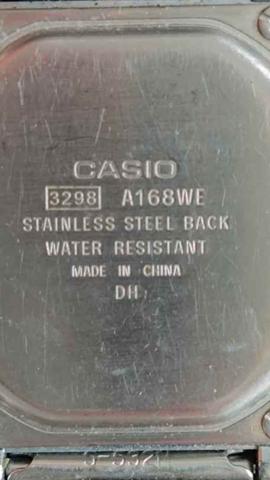 CASIO
3298 A168WE
STAINLESS STEEL BACK
WATER RESISTANT
MADE IN CHINA
DH